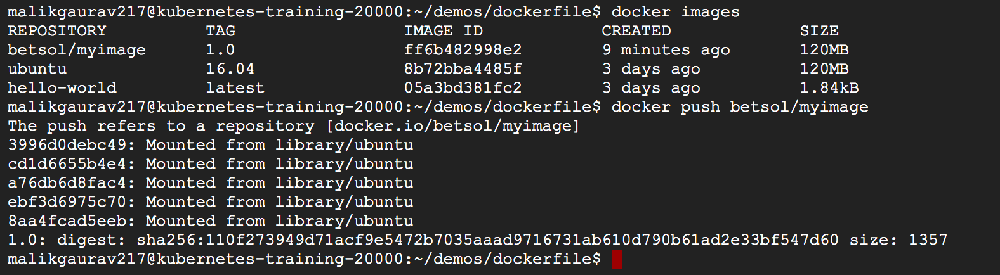 malikgaurav217@kubernetes-training-20000:~/demos/dockerfile$ docker images
REPOSITORY TAG IMAGE ID CREATED SIZE
betsol/myimage 1.0 ff6b482998e2 9 minutes ago 120MB
ubuntu 16.04 8b72bba4485f 3 days ago 120MB
hello-world latest 05a3bd381fc2 3 days ago 1.84kB
malikgaurav217@kubernetes-training-20000:~/demos/dockerfile$ docker push betsol/myimage
The push refers to a repository [docker.io/betsol/myimage]
3996d0debc49: Mounted from library/ubuntu
cd1d6655b4e4: Mounted from library/ubuntu
a76db6d8fac4: Mounted from library/ubuntu
ebf3d6975c70: Mounted from library/ubuntu
8aa4fcad5eeb: Mounted from library/ubuntu
1.0: digest: sha256:110f273949d71acf9e5472b7035aaad9716731ab610d790b61ad2e33bf547d60 size: 1357
malikgaurav217@kubernetes-training-20000:~/demos/dockerfile$